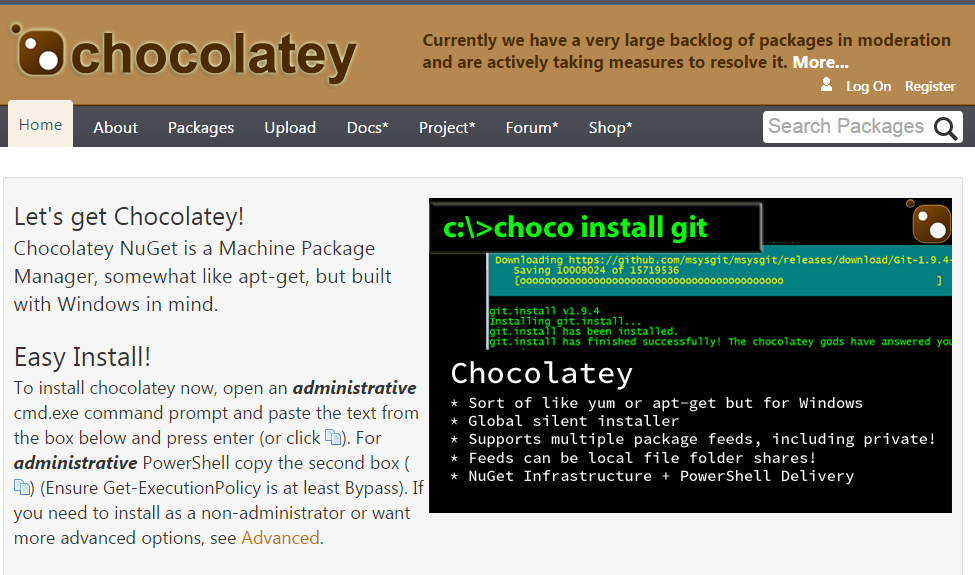 chocolatey
Currently we have a very large backlog of packages in moderation
and are actively taking measures to resolve it. More...
Log On Register
Home About Packages Upload Docs* Project* Forum* Shop* Search Packages
Let's get Chocolatey!
Chocolatey NuGet is a Machine Package
Manager, somewhat like apt-get, but built
with Windows in mind.
Easy Install!
To install chocolatey now, open an administrative
cmd.exe command prompt and paste the text from
the box below and press enter (or click ). For
administrative PowerShell copy the second box (
) (Ensure Get-ExecutionPolicy is at least Bypass). If
you need to install as a non-administrator or want
more advanced options, see Advanced.
c:\>choco install git
Downloading https://github.com/msysgit/msysgit/releases/download/Git-1.9.4-
Saving 10009024 of 15719536
[ooooooooooooooooooooooooooooooooooooooooooo ]
git.install v1.9.4
Installing git.install...
git.install has been installed.
git.install has finished successfully! The chocolatey gods have answered you
Chocolatey
* Sort of like yum or apt-get but for Windows
* Global silent installer
* Supports multiple package feeds, including private!
* Feeds can be local file folder shares!
* NuGet Infrastructure + PowerShell Delivery